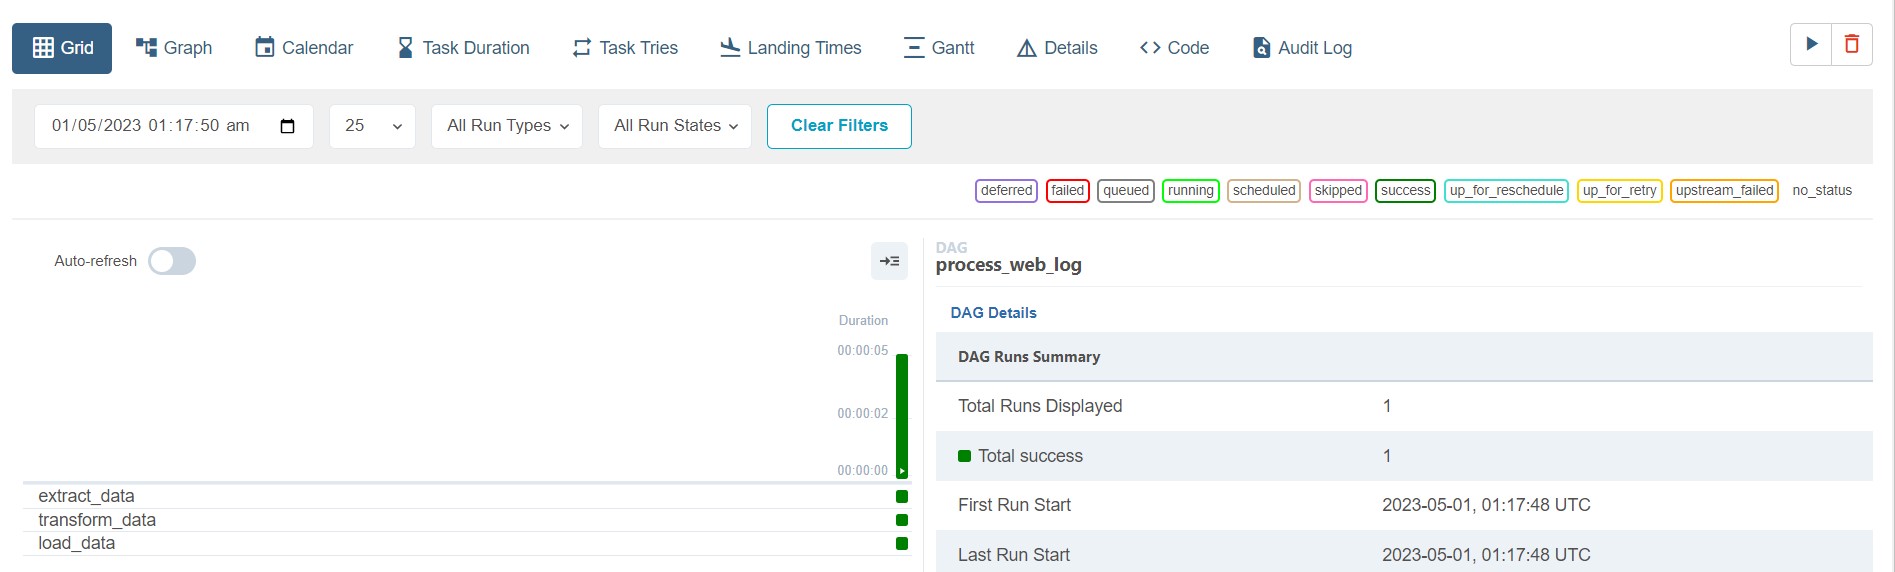 Grid Graph Calendar Task Duration Task Tries Landing Times Gantt Details Code Audit Log
01/05/2023 01:17:50 am 25 All Run Types All Run States Clear Filters
deferred failed queued running scheduled skipped success up_for_reschedule up_for_retry upstream_failed no_status
Auto-refresh
Duration
00:00:05
00:00:02
00:00:00
extract_data
transform_data
load_data
DAG
process_web_log
DAG Details
DAG Runs Summary
Total Runs Displayed 1
Total success 1
First Run Start 2023-05-01, 01:17:48 UTC
Last Run Start 2023-05-01, 01:17:48 UTC